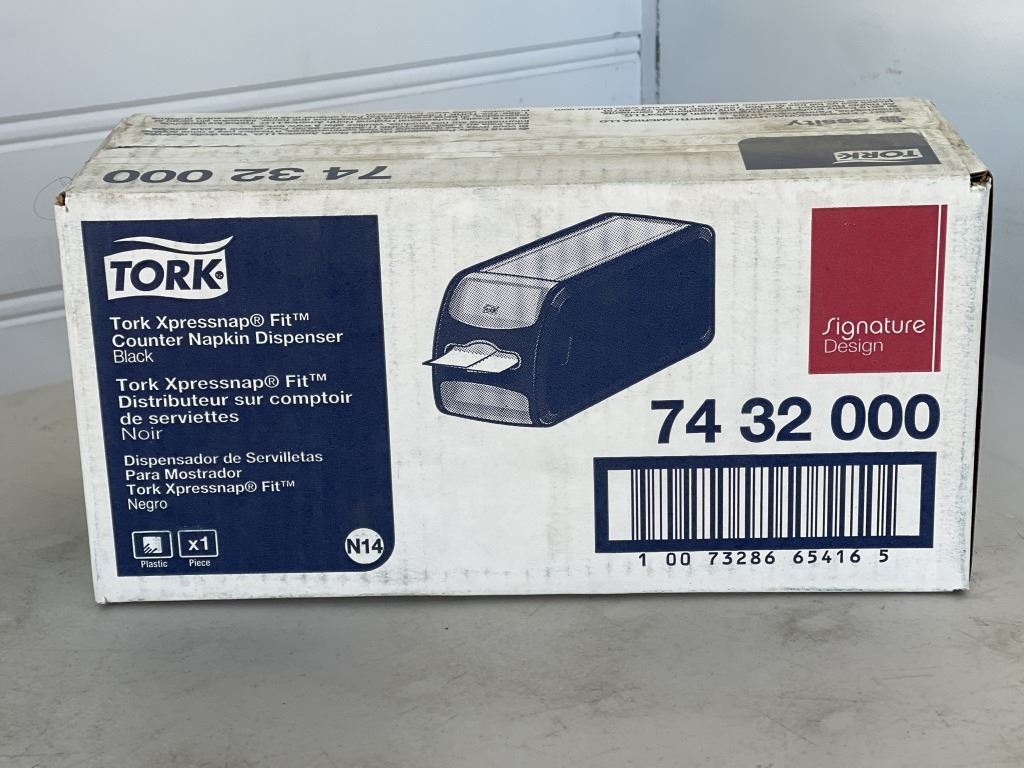 74 32 000
essity
TORK
TORK®
Tork Xpressnap® Fit™
Counter Napkin Dispenser
Black
Tork Xpressnap® Fit™
Distributeur sur comptoir
de serviettes
Noir
Dispensador de Servilletas
Para Mostrador
Tork Xpressnap® Fit™
Negro
Plastic
x1
Piece
N14
Tork
Signature
Design
74 32 000
1 00 73286 65416 5